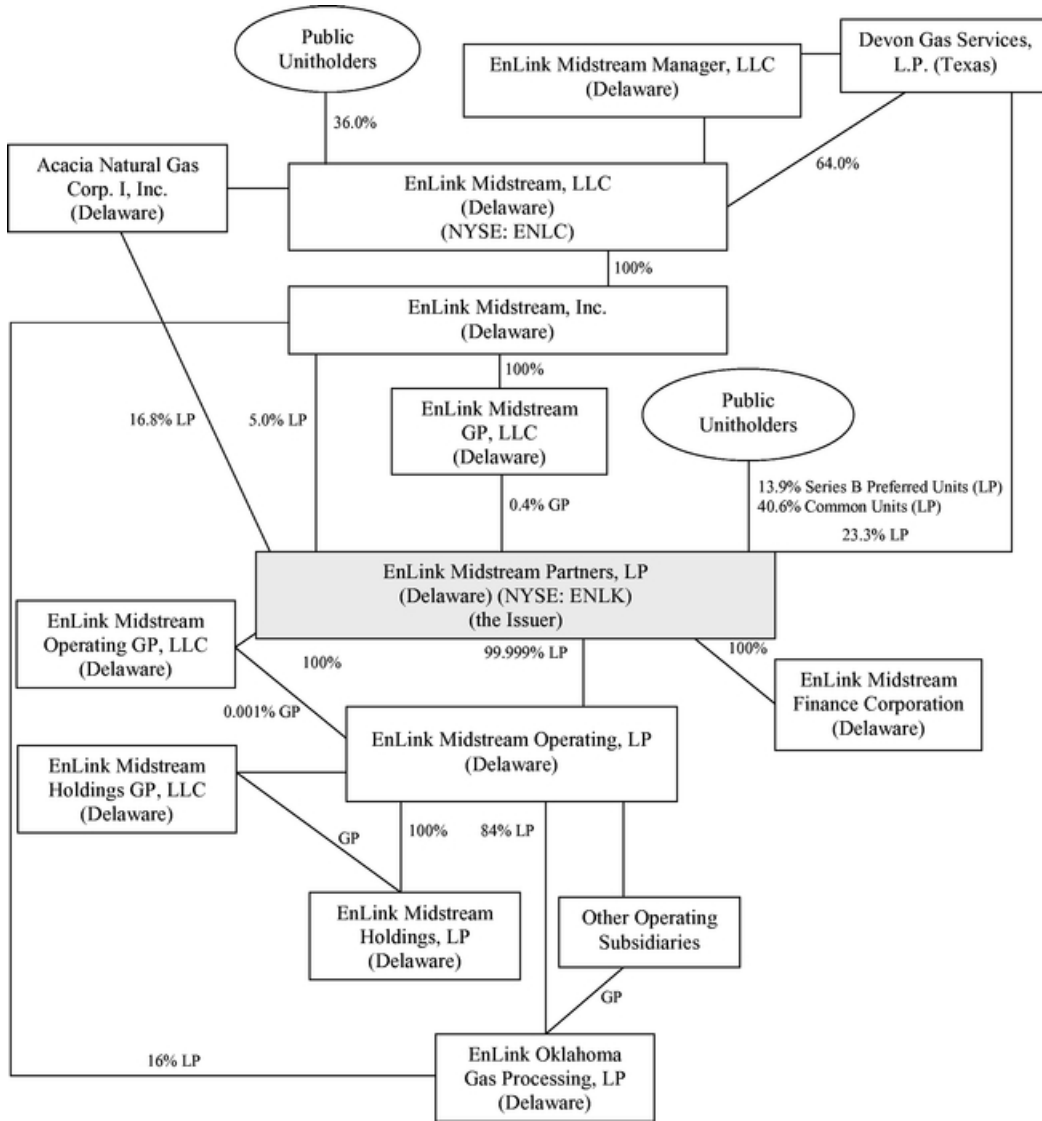 Public
Unitholders
EnLink Midstream Manager, LLC
(Delaware)
Devon Gas Services,
L.P. (Texas)
36.0%
64.0%
Acacia Natural Gas
Corp. I, Inc.
(Delaware)
EnLink Midstream, LLC
(Delaware)
(NYSE: ENLC)
100%
EnLink Midstream, Inc.
(Delaware)
100%
16.8% LP
5.0% LP
EnLink Midstream
GP, LLC
(Delaware)
Public
Unitholders
0.4% GP
13.9% Series B Preferred Units (LP)
40.6% Common Units (LP)
23.3% LP
EnLink Midstream Partners, LP
(Delaware) (NYSE: ENLK)
(the Issuer)
EnLink Midstream
Operating GP, LLC
(Delaware)
100%
99.999% LP
100%
EnLink Midstream
Finance Corporation
(Delaware)
0.001% GP
EnLink Midstream Operating, LP
(Delaware)
EnLink Midstream
Holdings GP, LLC
(Delaware)
GP
100%
84% LP
EnLink Midstream
Holdings, LP
(Delaware)
Other Operating
Subsidiaries
GP
16% LP
EnLink Oklahoma
Gas Processing, LP
(Delaware)